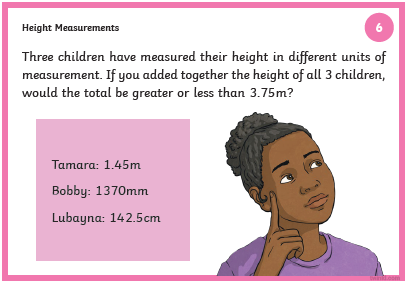 Height Measurements
6
Three children have measured their height in different units of
measurement. If you added together the height of all 3 children,
would the total be greater or less than 3.75m?
Tamara: 1.45m
Bobby: 1370mm
Lubayna: 142.5cm